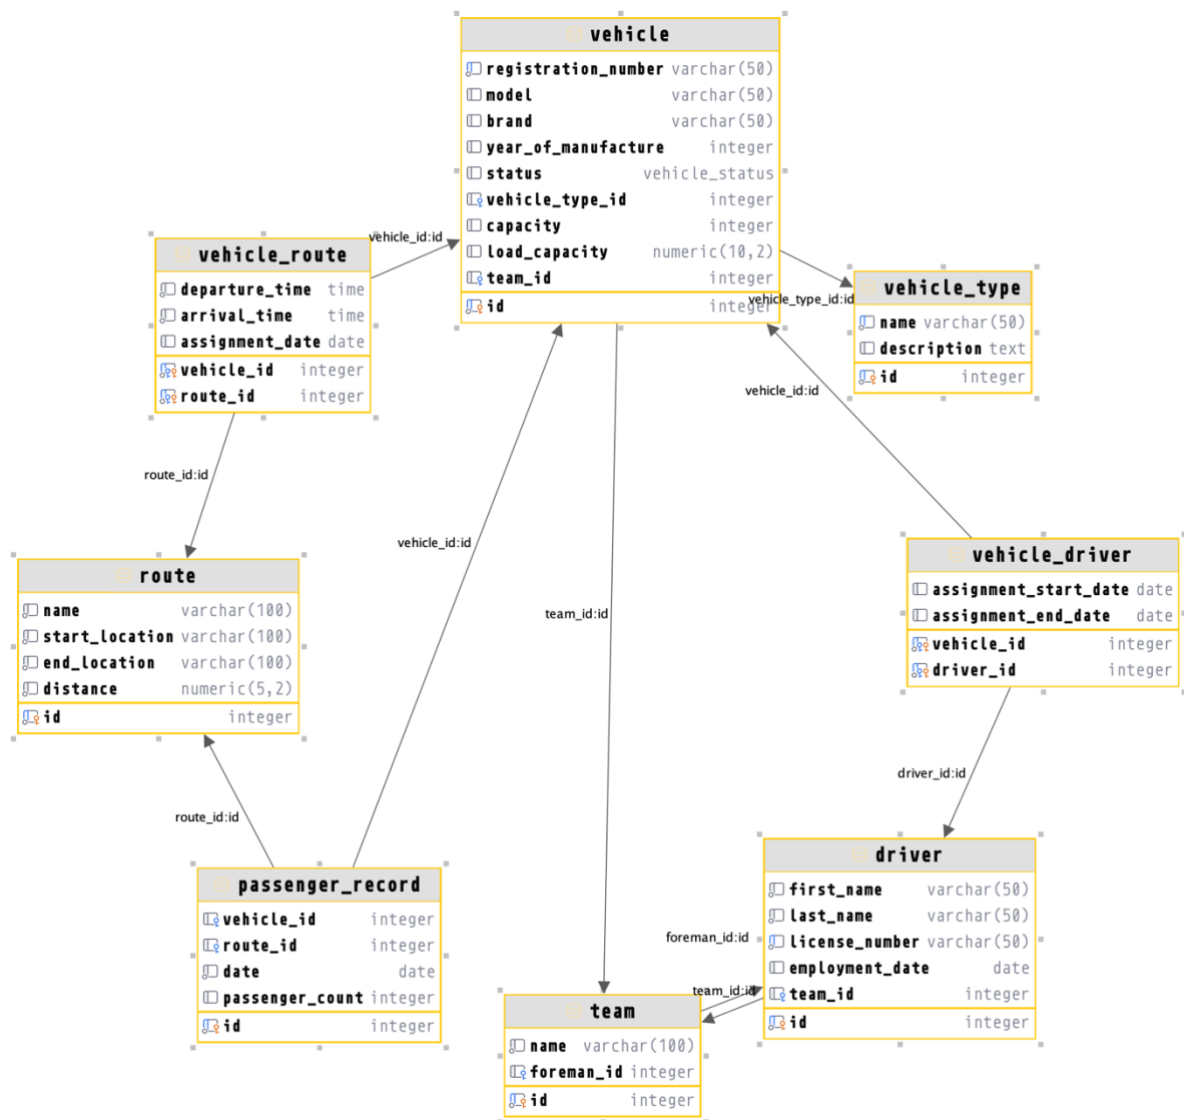 vehicle
registration_number varchar(50)
model varchar(50)
brand varchar(50)
year_of_manufacture integer
status vehicle_status
vehicle_type_id integer
capacity integer
load_capacity numeric(10,2)
team_id integer
id integer
vehicle_id:id
vehicle_route
departure_time time
arrival_time time
assignment_date date
vehicle_id integer
route_id integer
vehicle_type_id:id
vehicle_type
name varchar(50)
description text
id integer
vehicle_id:id
route_id:id
vehicle_id:id
team_id:id
vehicle_driver
assignment_start_date date
assignment_end_date date
vehicle_id integer
driver_id integer
route
name varchar(100)
start_location varchar(100)
end_location varchar(100)
distance numeric(5,2)
id integer
route_id:id
driver_id:id
passenger_record
vehicle_id integer
route_id integer
date date
passenger_count integer
id integer
driver
first_name varchar(50)
last_name varchar(50)
license_number varchar(50)
employment_date date
team_id integer
id integer
foreman_id:id
team_id:id
team
name varchar(100)
foreman_id integer
id integer